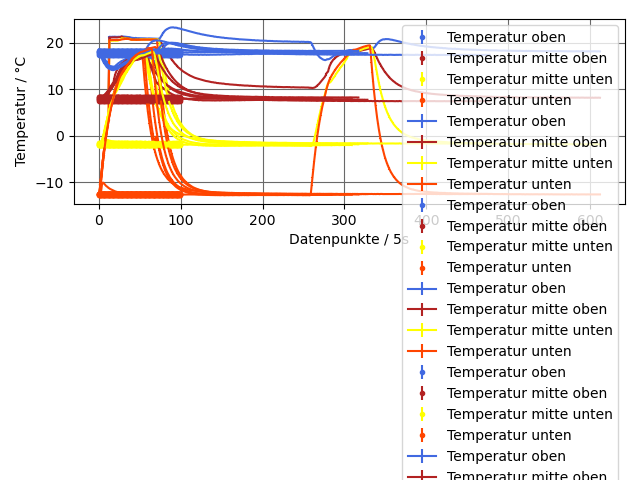 Temperatur / °C
20
10
0
−10
0
100
200
300
400
500
600
Datenpunkte / 5s
Temperatur oben
Temperatur mitte oben
Temperatur mitte unten
Temperatur unten
Temperatur oben
Temperatur mitte oben
Temperatur mitte unten
Temperatur unten
Temperatur oben
Temperatur mitte oben
Temperatur mitte unten
Temperatur unten
Temperatur oben
Temperatur mitte oben
Temperatur mitte unten
Temperatur unten
Temperatur oben
Temperatur mitte oben
Temperatur mitte unten
Temperatur unten
Temperatur oben
Temperatur mitte oben